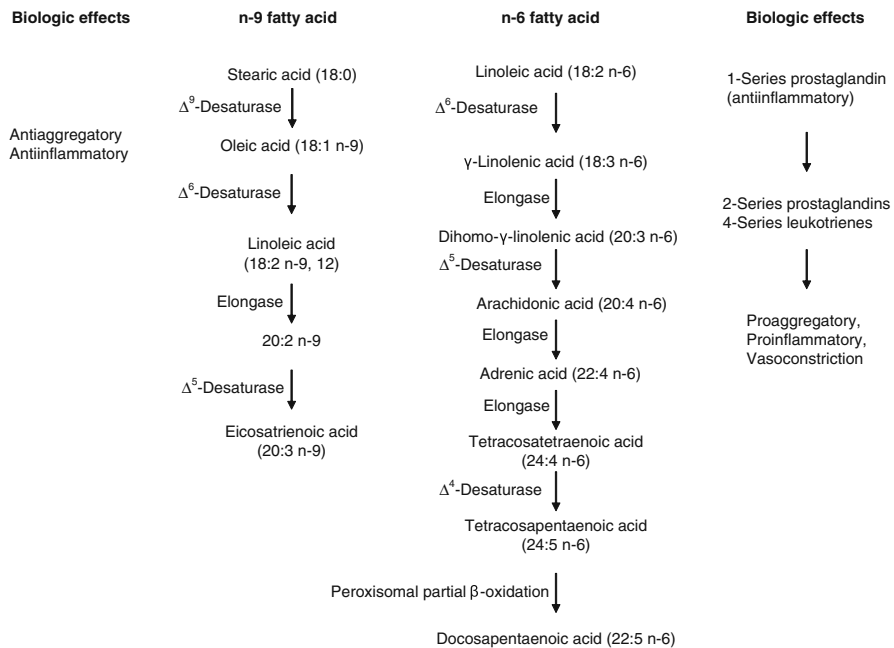 Biologic effects
n-9 fatty acid
n-6 fatty acid
Biologic effects
Antiaggregatory
Antiinflammatory
Stearic acid (18:0)
Δ⁹-Desaturase
Oleic acid (18:1 n-9)
Δ⁶-Desaturase
Linoleic acid
(18:2 n-9, 12)
Elongase
20:2 n-9
Δ⁵-Desaturase
Eicosatrienoic acid
(20:3 n-9)
Linoleic acid (18:2 n-6)
Δ⁶-Desaturase
γ-Linolenic acid (18:3 n-6)
Elongase
Dihomo-γ-linolenic acid (20:3 n-6)
Δ⁵-Desaturase
Arachidonic acid (20:4 n-6)
Elongase
Adrenic acid (22:4 n-6)
Elongase
Tetracosatetraenoic acid
(24:4 n-6)
Δ⁴-Desaturase
Tetracosapentaenoic acid
(24:5 n-6)
Peroxisomal partial β-oxidation
Docosapentaenoic acid (22:5 n-6)
1-Series prostaglandin
(antiinflammatory)
2-Series prostaglandins
4-Series leukotrienes
Proaggregatory,
Proinflammatory,
Vasoconstriction